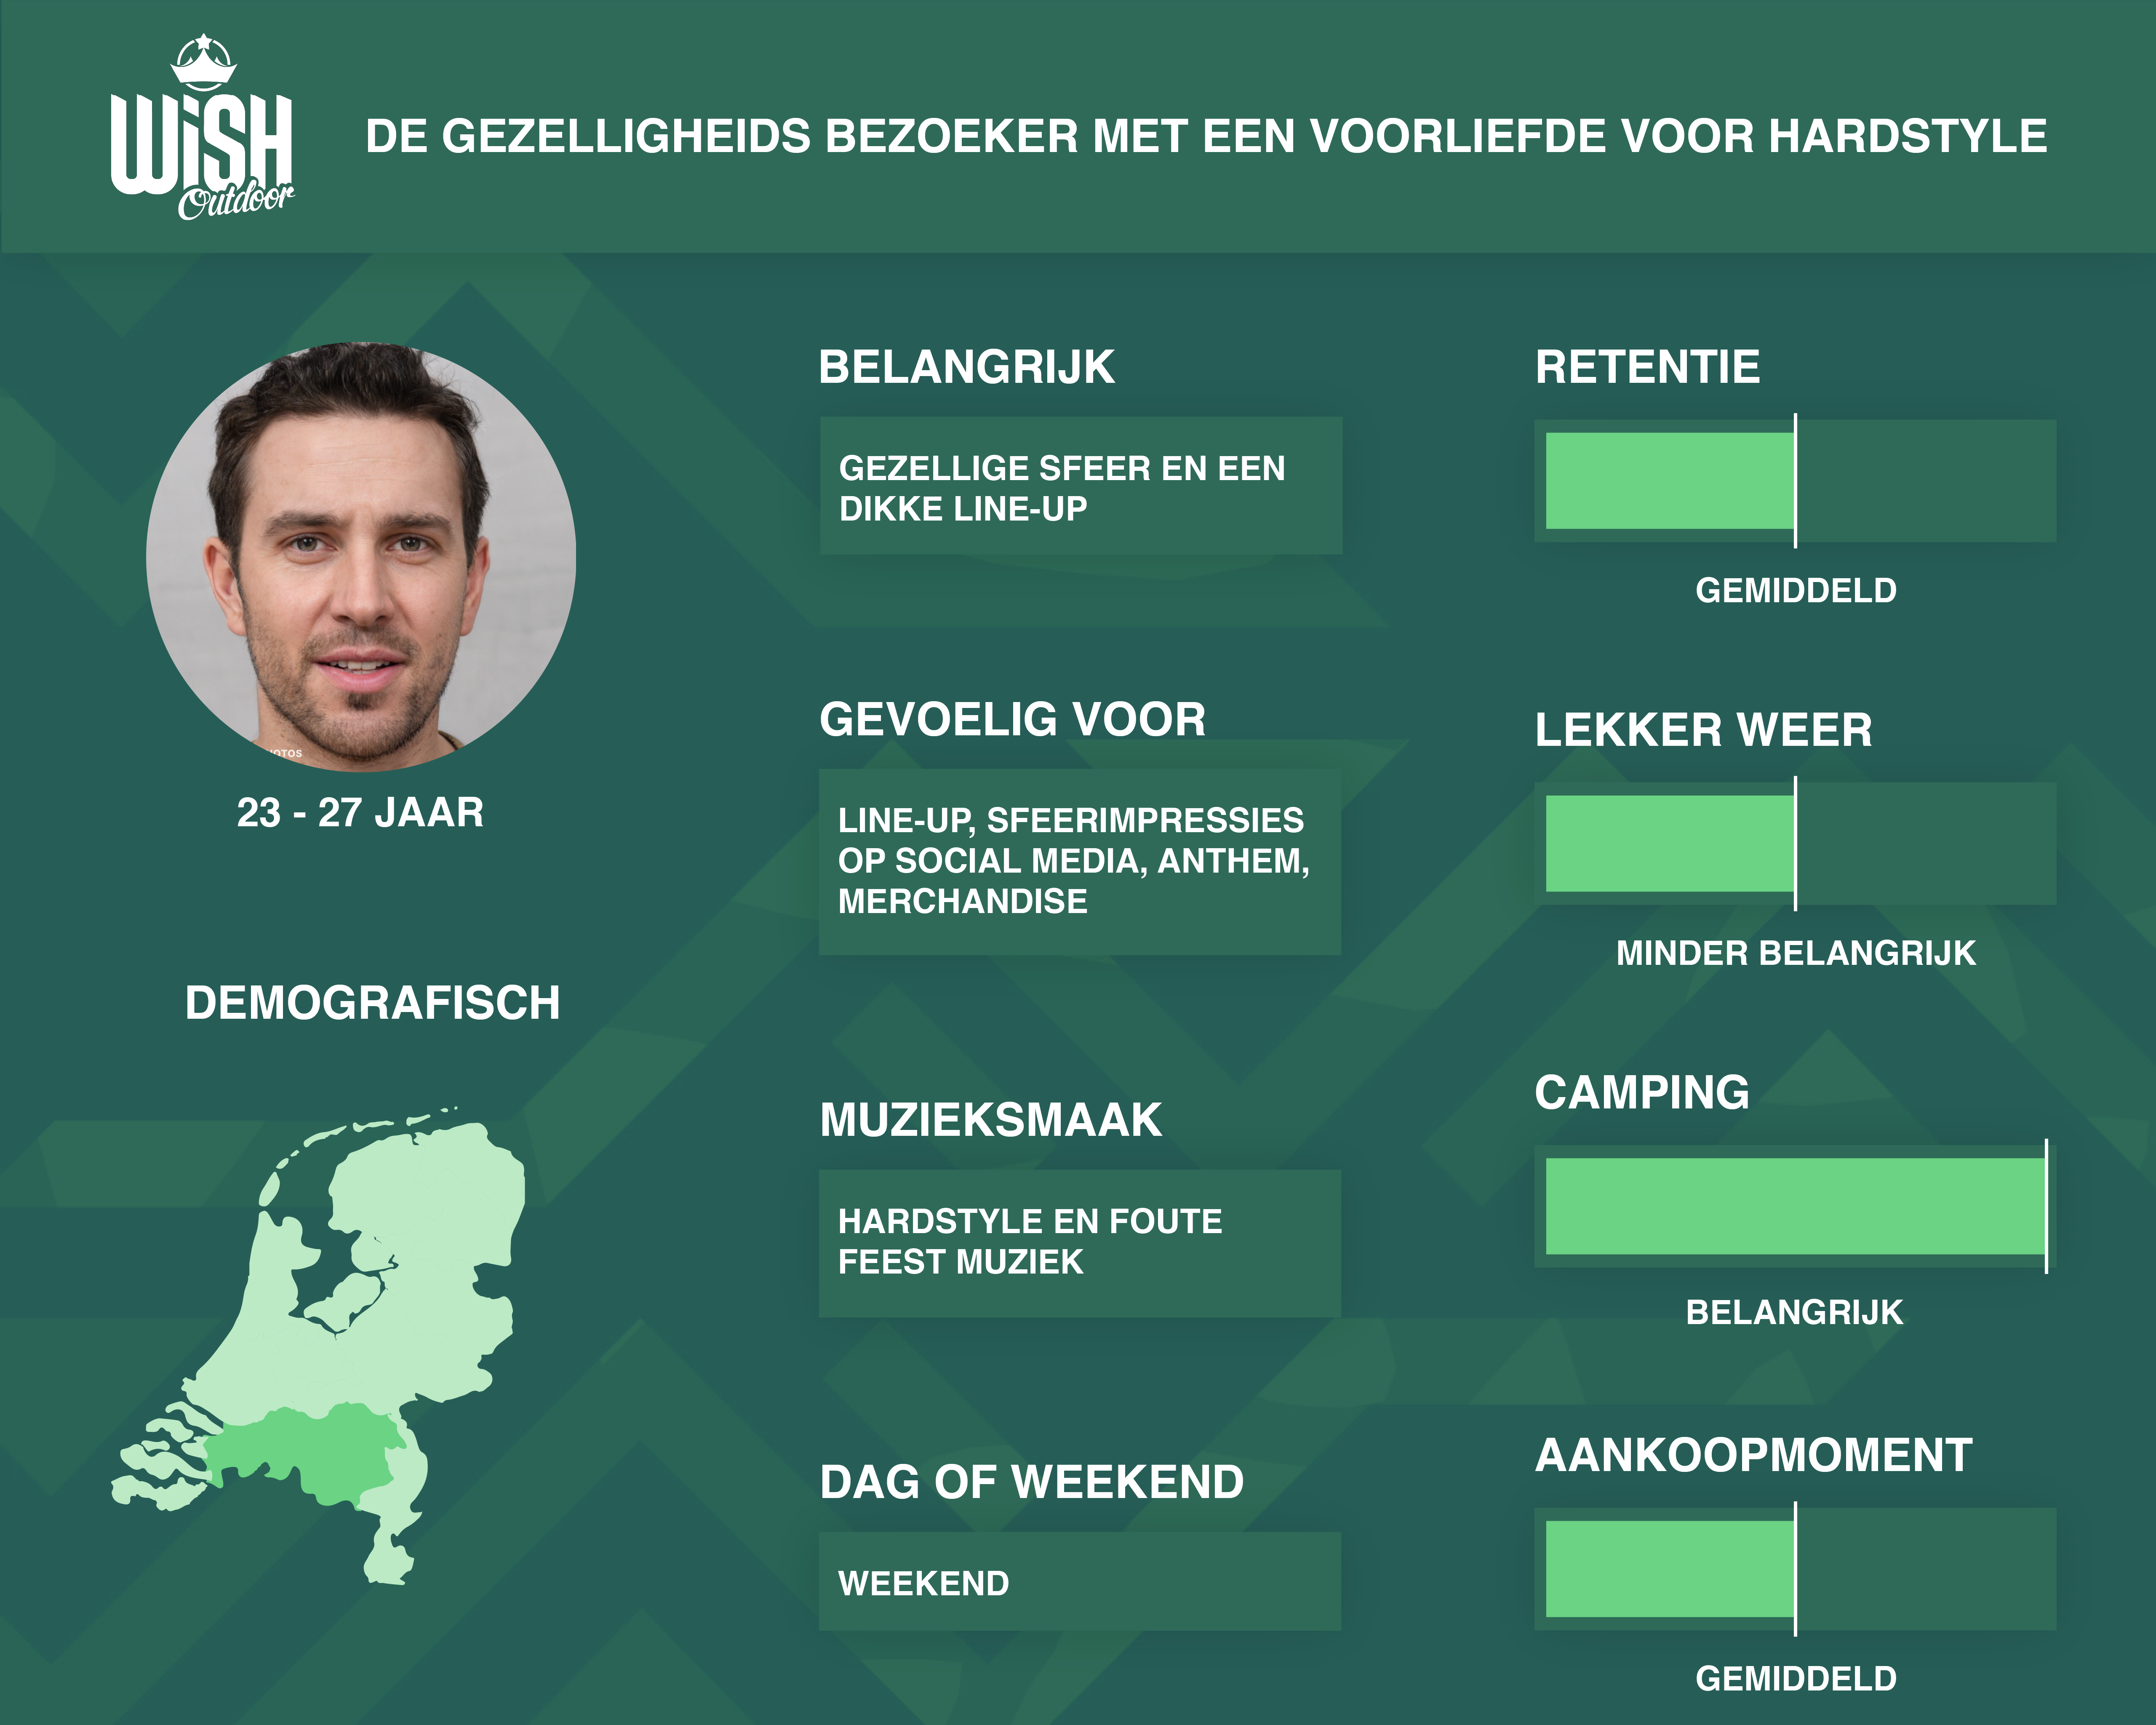 WiSH
Outdoor
DE GEZELLIGHEIDS BEZOEKER MET EEN VOORLIEFDE VOOR HARDSTYLE
OTOS
23 - 27 JAAR
DEMOGRAFISCH
BELANGRIJK
GEZELLIGE SFEER EN EEN
DIKKE LINE-UP
GEVOELIG VOOR
LINE-UP, SFEERIMPRESSIES
OP SOCIAL MEDIA, ANTHEM,
MERCHANDISE
MUZIEKSMAAK
HARDSTYLE EN FOUTE
FEEST MUZIEK
DAG OF WEEKEND
WEEKEND
RETENTIE
GEMIDDELD
LEKKER WEER
MINDER BELANGRIJK
CAMPING
BELANGRIJK
AANKOOPMOMENT
GEMIDDELD